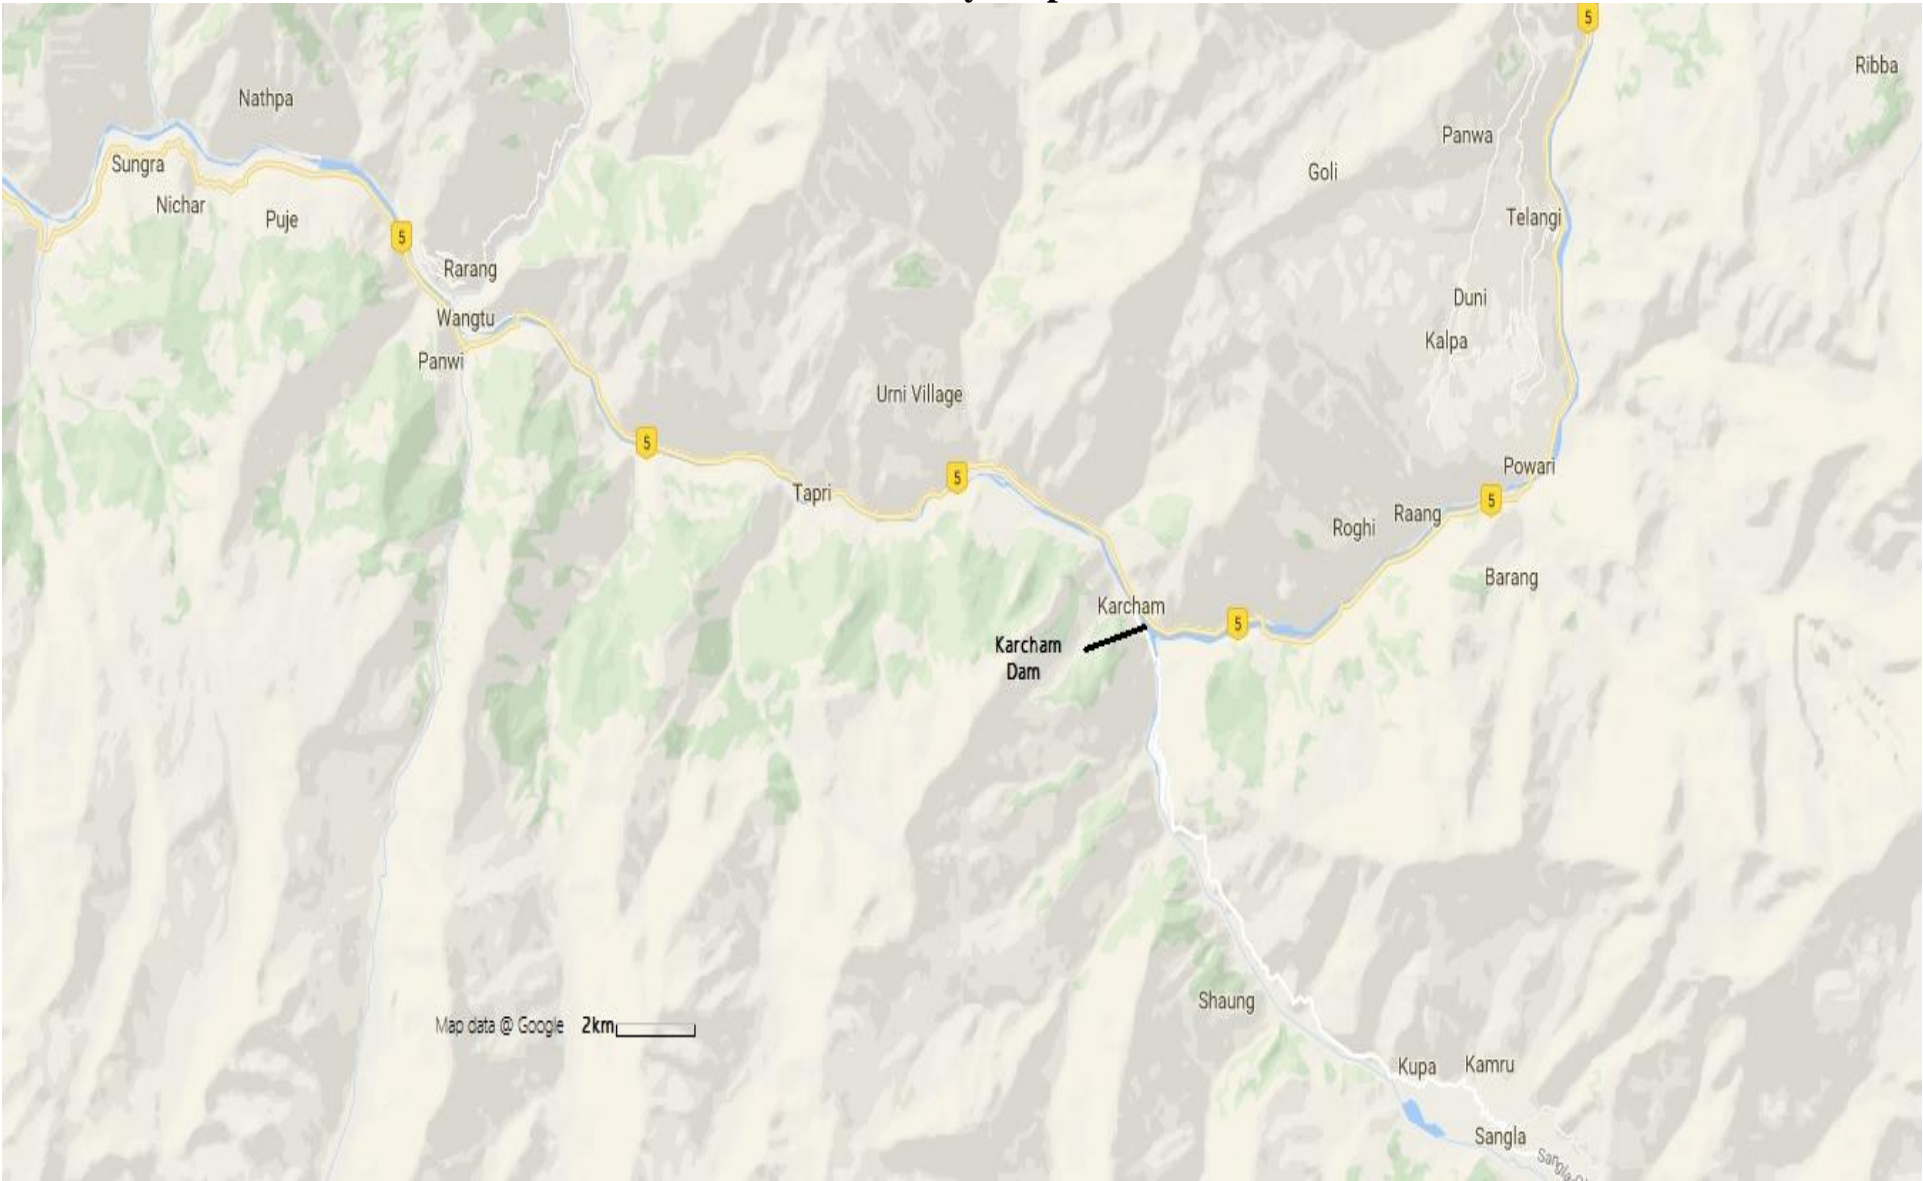 5
Ribba
Nathpa
Panwa
Sungra
Goli
Nichar
Puje
Telangi
5
Rarang
Duni
Wangtu
Kalpa
Panwi
Urni Village
5
Powari
5
Tapri
5
Raang
Roghi
Barang
Karcham
5
Karcham
Dam
Shaung
Map data @ Google 2km
Kupa
Kamru
Sangla